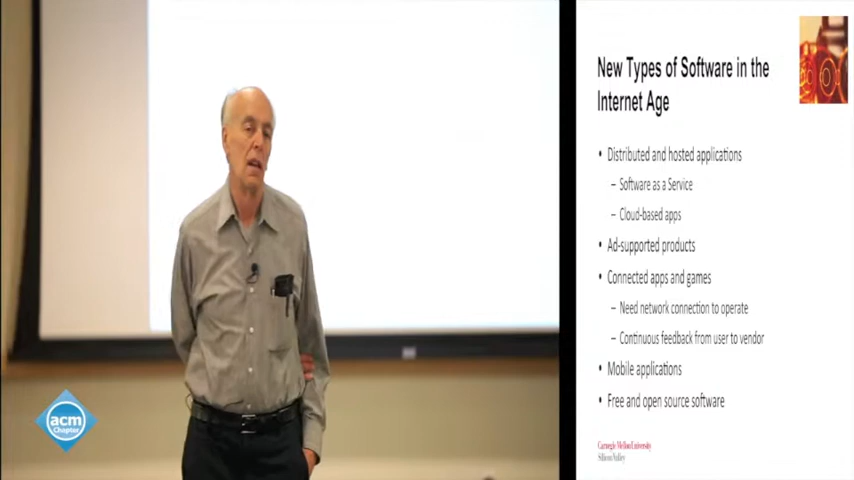 New Types of Software in the
Internet Age
• Distributed and hosted applications
– Software as a Service
– Cloud-based apps
• Ad-supported products
• Connected apps and games
– Need network connection to operate
– Continuous feedback from user to vendor
• Mobile applications
• Free and open source software
Carnegie Mellon University
Silicon Valley
acm
Chapter